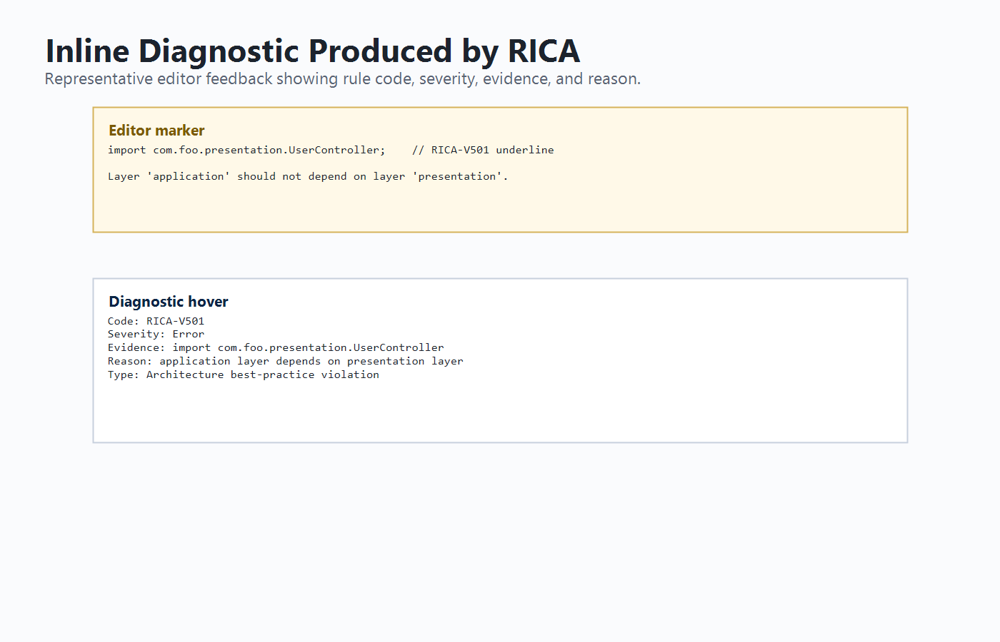 Inline Diagnostic Produced by RICA
Representative editor feedback showing rule code, severity, evidence, and reason.
Editor marker
import com.foo.presentation.UserController;    // RICA-V501 underline
Layer 'application' should not depend on layer 'presentation'.
Diagnostic hover
Code: RICA-V501
Severity: Error
Evidence: import com.foo.presentation.UserController
Reason: application layer depends on presentation layer
Type: Architecture best-practice violation